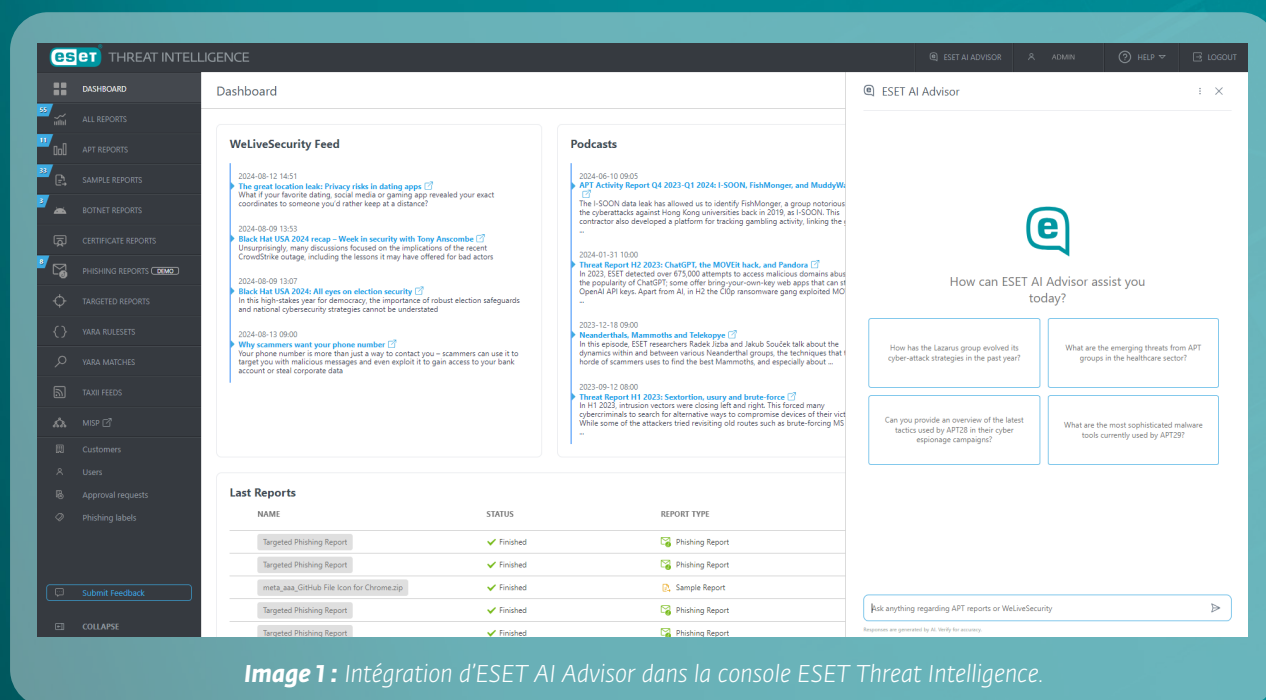 eset THREAT INTELLIGENCE
ESET AI ADVISOR
ADMIN
HELP
LOGOUT
DASHBOARD
55
ALL REPORTS
11
APT REPORTS
33
SAMPLE REPORTS
3
BOTNET REPORTS
CERTIFICATE REPORTS
8
PHISHING REPORTS DEMO
TARGETED REPORTS
YARA RULESETS
YARA MATCHES
TAXII FEEDS
MISP
Customers
Users
Approval requests
Phishing labels
Submit Feedback
COLLAPSE
Dashboard
WeLiveSecurity Feed
2024-08-12 14:51
The great location leak: Privacy risks in dating apps
What if your favorite dating, social media or gaming app revealed your exact
coordinates to someone you'd rather keep at a distance?
2024-08-09 13:53
Black Hat USA 2024 recap – Week in security with Tony Anscombe
Unsurprisingly, many discussions focused on the implications of the recent
CrowdStrike outage, including the lessons it may have offered for bad actors
2024-08-09 13:07
Black Hat USA 2024: All eyes on election security
In this high-stakes year for democracy, the importance of robust election safeguards
and national cybersecurity strategies cannot be understated
2024-08-13 09:00
Why scammers want your phone number
Your phone number is more than just a way to contact you – scammers can use it to
target you with malicious messages and even exploit it to gain access to your bank
account or steal corporate data
Podcasts
2024-06-10 09:05
APT Activity Report Q4 2023-Q1 2024: I-SOON, FishMonger, and MuddyWa
The I-SOON data leak has allowed us to identify FishMonger, a group notorious
the cyberattacks against Hong Kong universities back in 2019, as I-SOON. This
contractor also developed a platform for tracking gambling activity, linking the g
...
2024-01-31 10:00
Threat Report H2 2023: ChatGPT, the MOVEit hack, and Pandora
In 2023, ESET detected over 675,000 attempts to access malicious domains abus
the popularity of ChatGPT; some offer bring-your-own-key web apps that can st
OpenAI API keys. Apart from AI, in H2 the Cl0p ransomware gang exploited MO
2023-12-18 09:00
Neanderthals, Mammoths and Telekopye
In this episode, ESET researchers Radek Jizba and Jakub Souček talk about the
dynamics within and between various Neanderthal groups, the techniques that t
horde of scammers uses to find the best Mammoths, and especially about ...
2023-09-12 08:00
Threat Report H1 2023: Sextortion, usury and brute-force
In H1 2023, intrusion vectors were closing left and right. This forced many
cybercriminals to search for alternative ways to compromise devices of their vict
While some of the attackers tried revisiting old routes such as brute-forcing MS
...
Last Reports
NAME STATUS REPORT TYPE
Targeted Phishing Report Finished Phishing Report
Targeted Phishing Report Finished Phishing Report
meta_aaa_GitHub File Icon for Chrome.zip Finished Sample Report
Targeted Phishing Report Finished Phishing Report
Targeted Phishing Report Finished Phishing Report
ESET AI Advisor
How can ESET AI Advisor assist you
today?
How has the Lazarus group evolved its
cyber-attack strategies in the past year?
What are the emerging threats from APT
groups in the healthcare sector?
Can you provide an overview of the latest
tactics used by APT28 in their cyber
espionage campaigns?
What are the most sophisticated malware
tools currently used by APT29?
Ask anything regarding APT reports or WeLiveSecurity
Responses are generated by AI. Verify for accuracy.
Image 1 : Intégration d'ESET AI Advisor dans la console ESET Threat Intelligence.